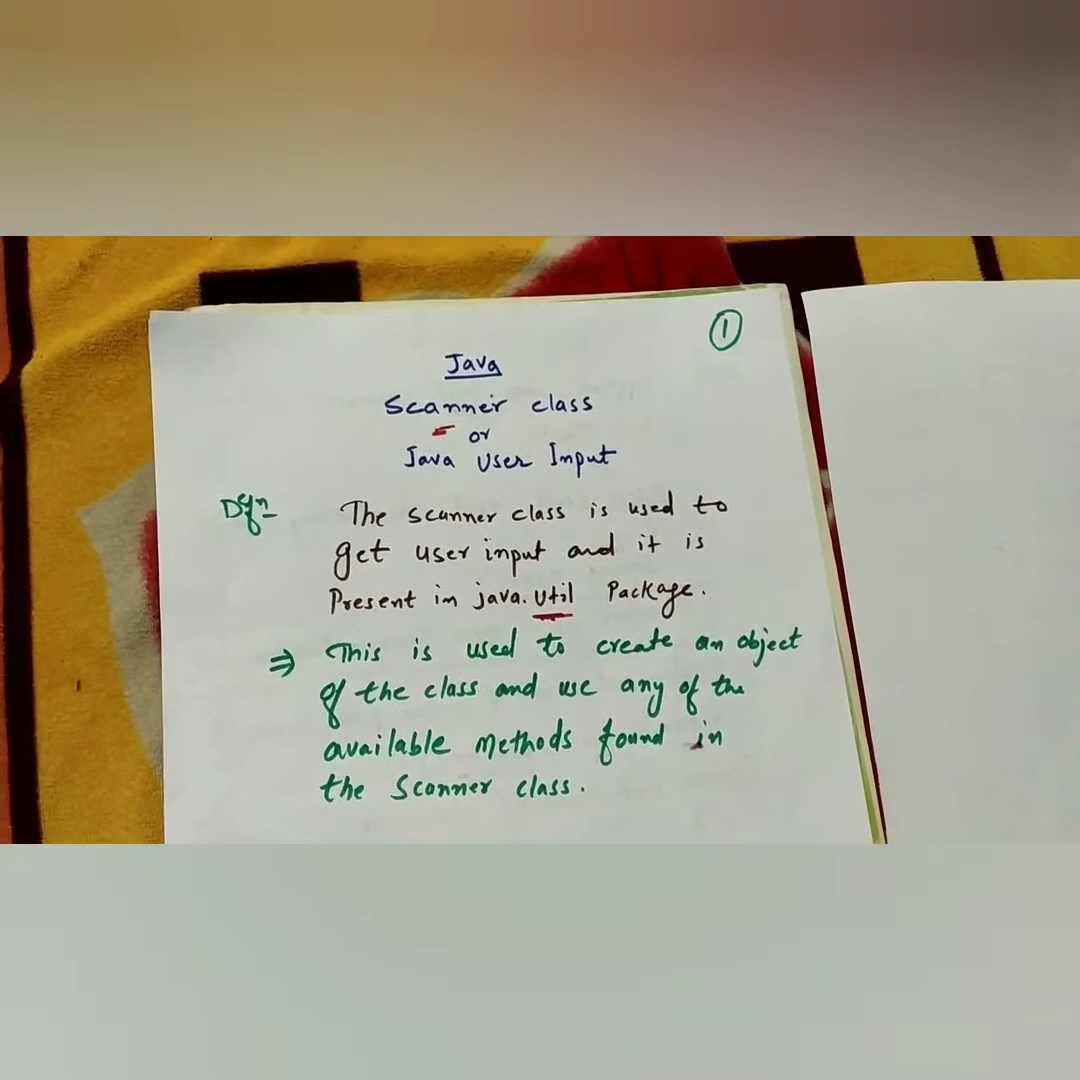 1
Java
Scanner class
or
Java User Input
Defn The scanner class is used to
get user input and it is
Present in java.util Package.
⇒ This is used to create an object
of the class and use any of the
available Methods found in
the Scanner class.